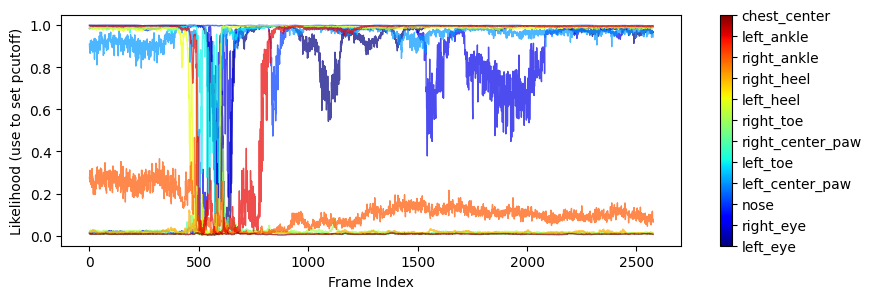 Likelihood (use to set pcutoff)
1.0
0.8
0.6
0.4
0.2
0.0
0
500
1000
1500
2000
2500
Frame Index
chest_center
left_ankle
right_ankle
right_heel
left_heel
right_toe
right_center_paw
left_toe
left_center_paw
nose
right_eye
left_eye